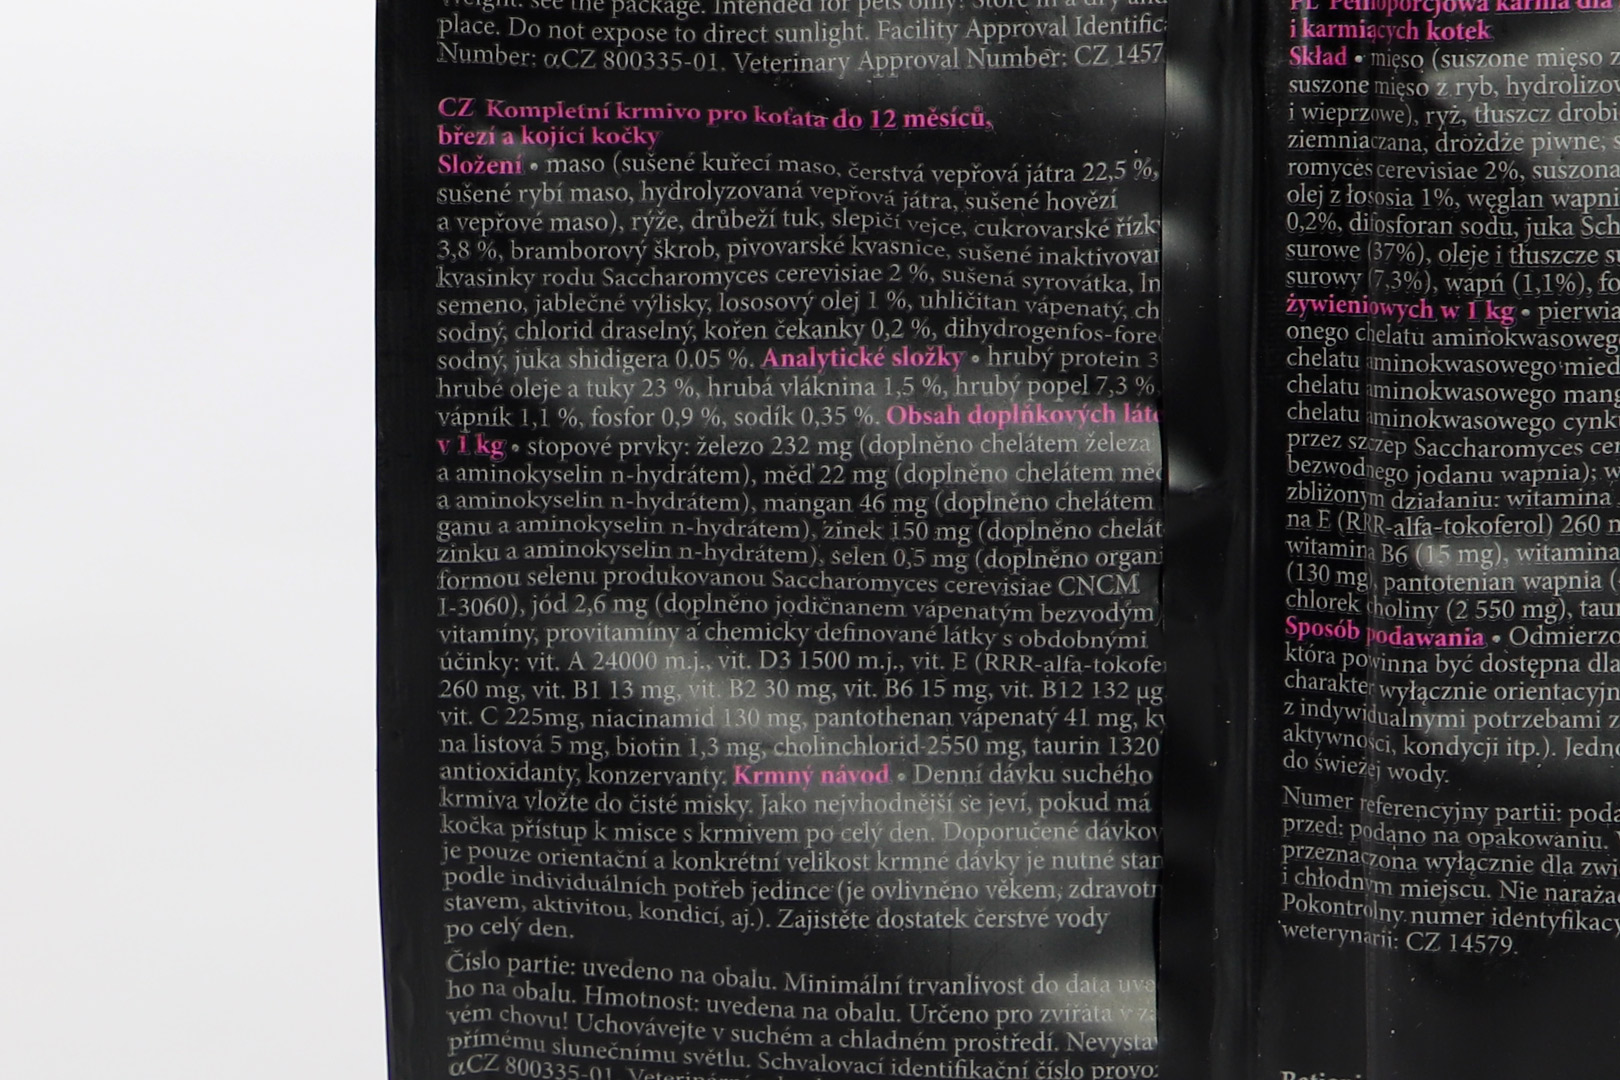 Weight: see the package. Intended for pets only! Store in a dry and
place. Do not expose to direct sunlight. Facility Approval Identific
Number: αCZ 800335-01. Veterinary Approval Number: CZ 1457
CZ Kompletní krmivo pro koťata do 12 měsíců,
březí a kojící kočky
Složení • maso (sušené kuřecí maso, čerstvá vepřová játra 22,5 %,
sušené rybí maso, hydrolyzovaná vepřová játra, sušené hovězí
a vepřové maso), rýže, drůbeží tuk, slepičí vejce, cukrovarské řízk
3,8 %, bramborový škrob, pivovarské kvasnice, sušené inaktivovan
kvasinky rodu Saccharomyces cerevisiae 2 %, sušená syrovátka, ln
semeno, jablečné výlisky, lososový olej 1 %, uhličitan vápenatý, ch
sodný, chlorid draselný, kořen čekanky 0,2 %, dihydrogenfos-fore
sodný, juka shidigera 0.05 %. Analytické složky • hrubý protein 3
hrubé oleje a tuky 23 %, hrubá vláknina 1,5 %, hrubý popel 7,3 %,
vápník 1,1 %, fosfor 0,9 %, sodík 0,35 %. Obsah doplňkových láte
v 1 kg • stopové prvky: železo 232 mg (doplněno chelátem železa
a aminokyselin n-hydrátem), měď 22 mg (doplněno chelátem měd
a aminokyselin n-hydrátem), mangan 46 mg (doplněno chelátem
ganu a aminokyselin n-hydrátem), zinek 150 mg (doplněno chelát
zinku a aminokyselin n-hydrátem), selen 0,5 mg (doplněno organi
formou selenu produkovanou Saccharomyces cerevisiae CNCM
I-3060), jód 2,6 mg (doplněno jodičnanem vápenatým bezvodým)
vitamíny, provitamíny a chemicky definované látky s obdobnými
účinky: vit. A 24000 m.j., vit. D3 1500 m.j., vit. E (RRR-alfa-tokofe
260 mg, vit. B1 13 mg, vit. B2 30 mg, vit. B6 15 mg, vit. B12 132 µg
vit. C 225mg, niacinamid 130 mg, pantothenan vápenatý 41 mg, ky
na listová 5 mg, biotin 1,3 mg, cholinchlorid 2550 mg, taurin 1320
antioxidanty, konzervanty. Krmný návod • Denní dávku suchého
krmiva vložte do čisté misky. Jako nejvhodnější se jeví, pokud má
kočka přístup k misce s krmivem po celý den. Doporučené dávkov
je pouze orientační a konkrétní velikost krmné dávky je nutné stan
podle individuálních potřeb jedince (je ovlivněno věkem, zdravotn
stavem, aktivitou, kondicí, aj.). Zajistěte dostatek čerstvé vody
po celý den.
Číslo partie: uvedeno na obalu. Minimální trvanlivost do data uve
ho na obalu. Hmotnost: uvedena na obalu. Určeno pro zvířata v zá
vém chovu! Uchovávejte v suchém a chladném prostředí. Nevystav
přímému slunečnímu světlu. Schvalovací identifikační číslo provoz
αCZ 800335-01.
PL Pełnoporcjowa karma dla
i karmiących kotek
Skład • mięso (suszone mięso z
suszone mięso z ryb, hydrolizow
i wieprzowe), ryż, tłuszcz drobi
ziemniaczana, drożdże piwne, s
romyces cerevisiae 2%, suszona
olej z łososia 1%, węglan wapni
0,2%, difosforan sodu, juka Sch
surowe (37%), oleje i tłuszcze su
surowy (7,3%), wapń (1,1%), fo
żywieniowych w 1 kg • pierwia
onego chelatu aminokwasowego
chelatu aminokwasowego mied
chelatu aminokwasowego mang
chelatu aminokwasowego cynk
przez szczep Saccharomyces cer
bezwodnego jodanu wapnia); w
zbliżonym działaniu: witamina
na E (RRR-alfa-tokoferol) 260 m
witamina B6 (15 mg), witamina
(130 mg), pantotenian wapnia (
chlorek choliny (2 550 mg), tau
Sposób podawania • Odmierzo
która powinna być dostępna dla
charakter wyłącznie orientacyjn
z indywidualnymi potrzebami z
aktywności, kondycji itp.). Jedno
do świeżej wody.
Numer referencyjny partii: poda
przed: podano na opakowaniu.
przeznaczona wyłącznie dla zwi
i chłodnym miejscu. Nie naraża
Pokontrolny numer identyfikacy
weterynarii: CZ 14579.